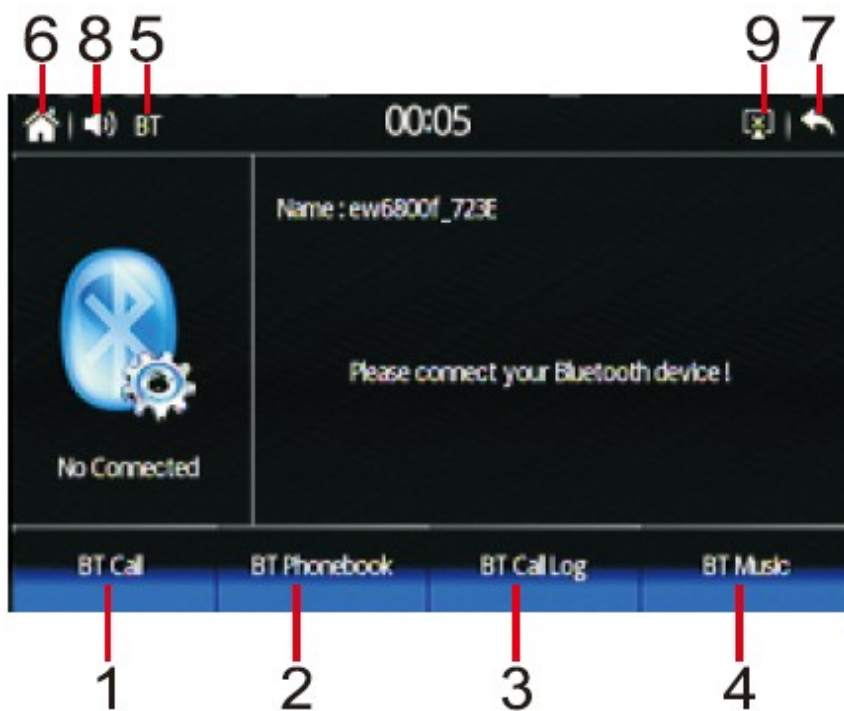 6 8 5 9 7
BT 00:05
Name : ew6800f_723E
Please connect your Bluetooth device !
No Connected
BT Call BT Phonebook BT Call Log BT Music
1 2 3 4